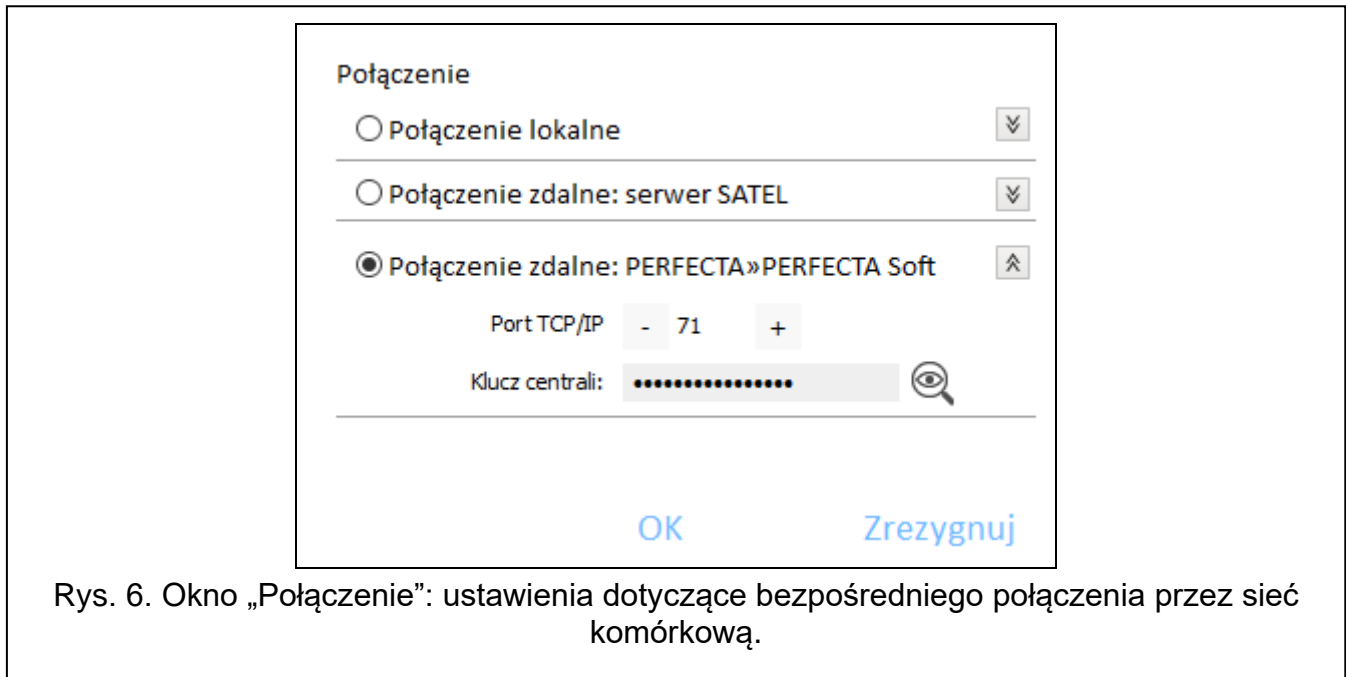 Połączenie
Połączenie lokalne
Połączenie zdalne: serwer SATEL
Połączenie zdalne: PERFECTA»PERFECTA Soft
Port TCP/IP - 71 +
Klucz centrali: ••••••••••••••••
OK Zrezygnuj
Rys. 6. Okno „Połączenie”: ustawienia dotyczące bezpośredniego połączenia przez sieć
komórkową.